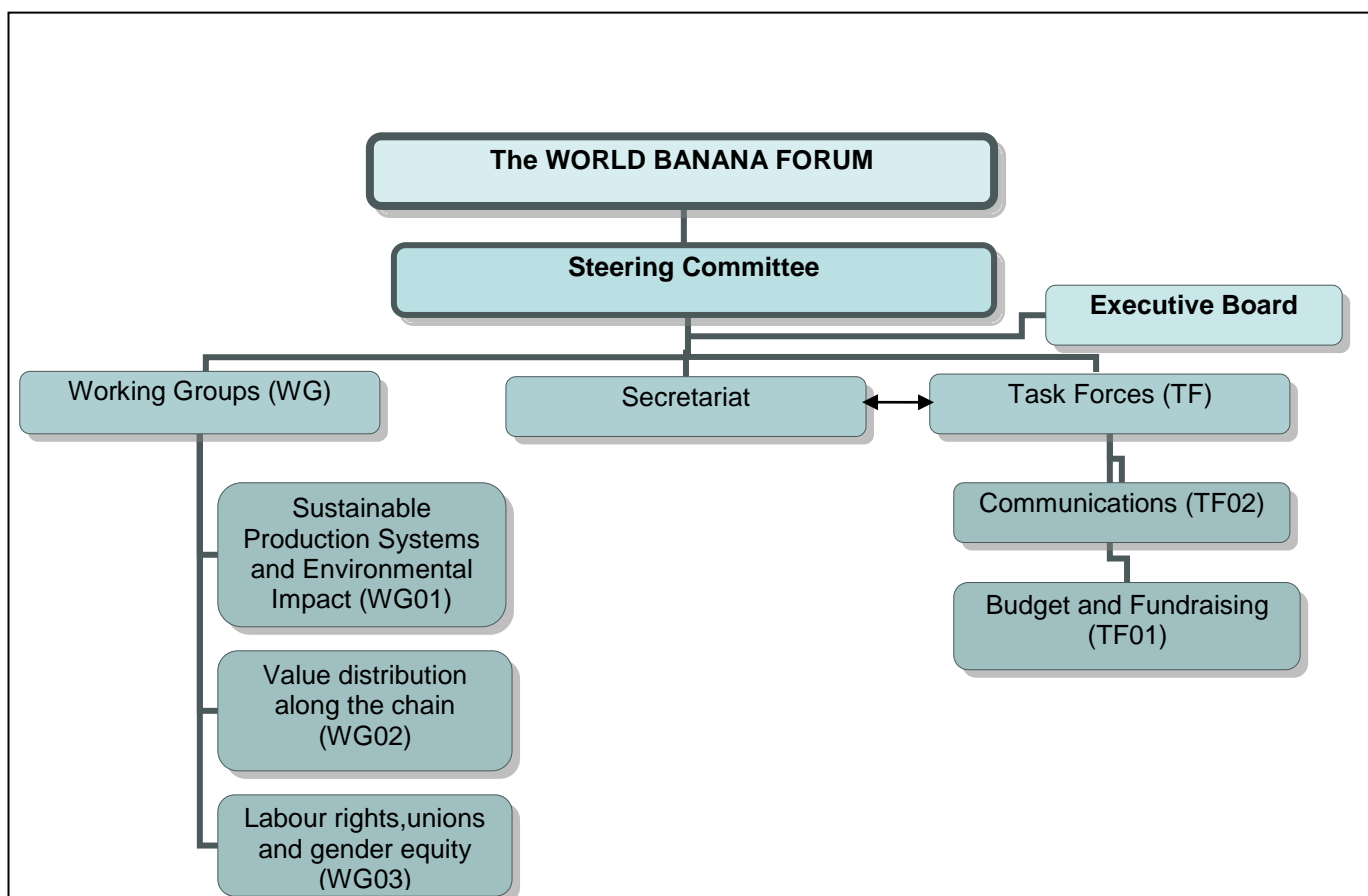 The WORLD BANANA FORUM
Steering Committee
Executive Board
Working Groups (WG)
Secretariat
Task Forces (TF)
Sustainable
Production Systems
and Environmental
Impact (WG01)
Value distribution
along the chain
(WG02)
Labour rights,unions
and gender equity
(WG03)
Communications (TF02)
Budget and Fundraising
(TF01)